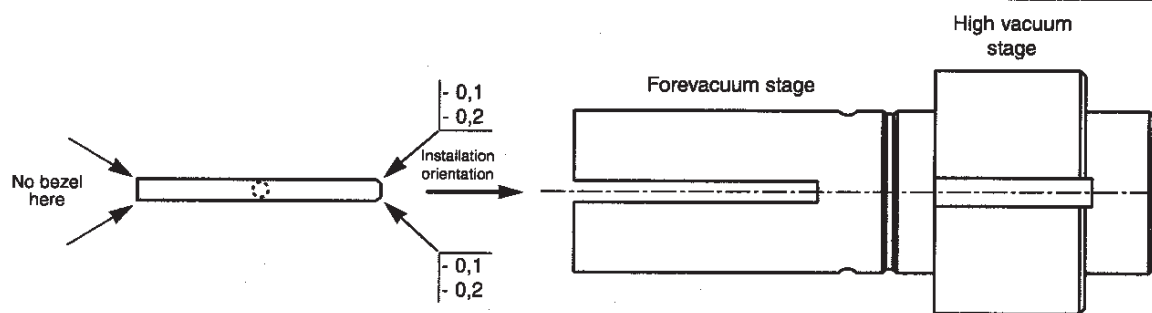 High vacuum
stage
Forevacuum stage
- 0,1
- 0,2
Installation
orientation
No bezel
here
- 0,1
- 0,2